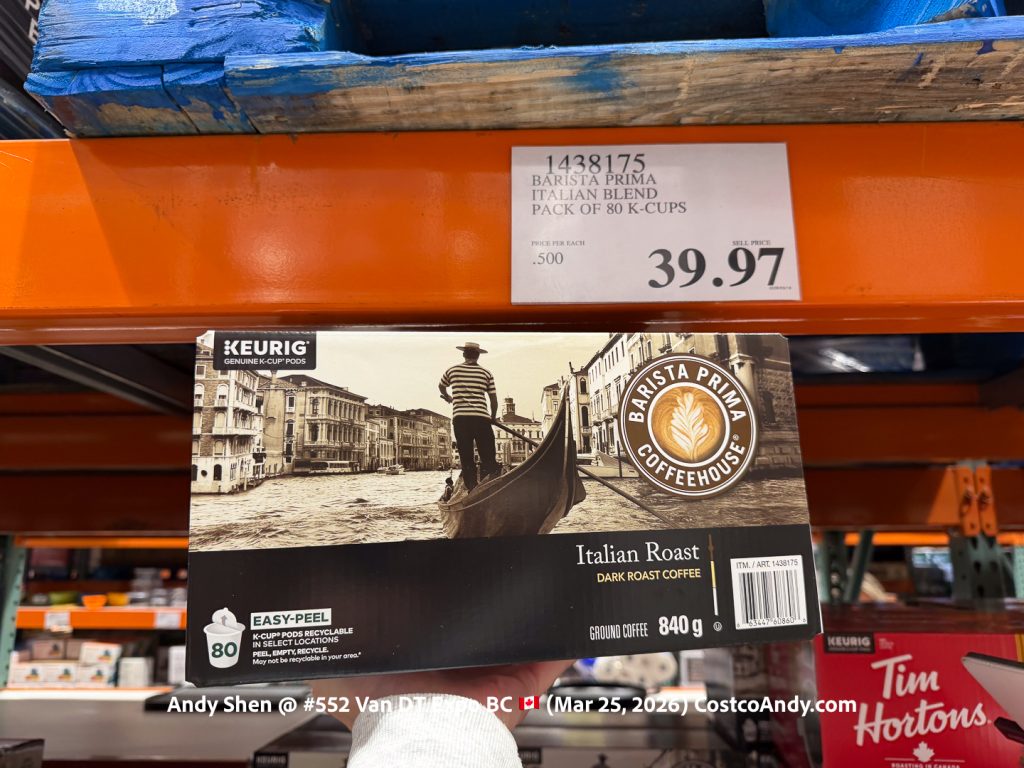 1438175
BARISTA PRIMA
ITALIAN BLEND
PACK OF 80 K-CUPS
PRICE PER EACH
.500
SELL PRICE
39.97
KEURIG
GENUINE K-CUP® PODS
BARISTA PRIMA
COFFEEHOUSE®
Italian Roast
DARK ROAST COFFEE
ITM. / ART. 1438175
GROUND COFFEE 840 g
80
EASY-PEEL
K-CUP® PODS RECYCLABLE
IN SELECT LOCATIONS
PEEL, EMPTY, RECYCLE.
May not be recyclable in your area.*
KEURIG
Tim
Hortons
ROASTING IN CANADA
Andy Shen @ #552 Van DT Expo BC 🇨🇦 (Mar 25, 2026) CostcoAndy.com